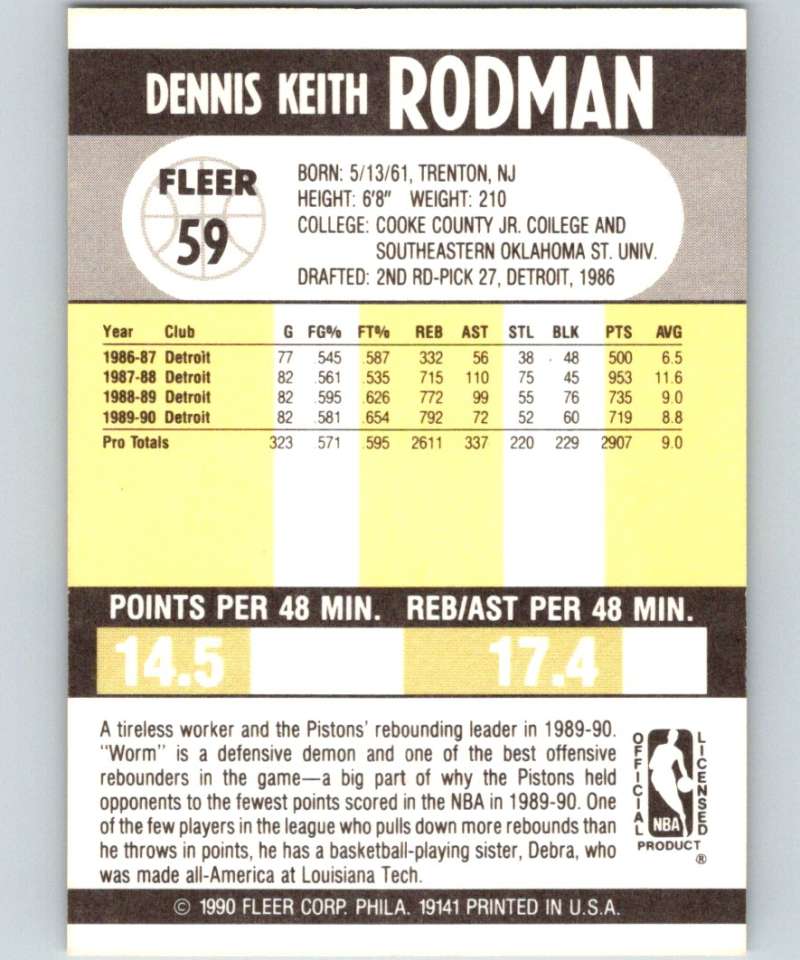 DENNIS KEITH RODMAN
FLEER
59
BORN: 5/13/61, TRENTON, NJ
HEIGHT: 6'8" WEIGHT: 210
COLLEGE: COOKE COUNTY JR. COILEGE AND
SOUTHEASTERN OKLAHOMA ST. UNIV.
DRAFTED: 2ND RD-PICK 27, DETROIT, 1986
Year Club G FG% FT% REB AST STL BLK PTS AVG
1986-87 Detroit 77 .545 .587 332 56 38 48 500 6.5
1987-88 Detroit 82 .561 .535 715 110 75 45 953 11.6
1988-89 Detroit 82 .595 .626 772 99 55 76 735 9.0
1989-90 Detroit 82 .581 .654 792 72 52 60 719 8.8
Pro Totals 323 .571 .595 2611 337 220 229 2907 9.0
POINTS PER 48 MIN. REB/AST PER 48 MIN.
14.5 17.4
A tireless worker and the Pistons' rebounding leader in 1989-90.
"Worm" is a defensive demon and one of the best offensive
rebounders in the game—a big part of why the Pistons held
opponents to the fewest points scored in the NBA in 1989-90. One
of the few players in the league who pulls down more rebounds than
he throws in points, he has a basketball-playing sister, Debra, who
was made all-America at Louisiana Tech.
OFFICIAL
NBA
LICENSED
PRODUCT
®
© 1990 FLEER CORP. PHILA. 19141 PRINTED IN U.S.A.